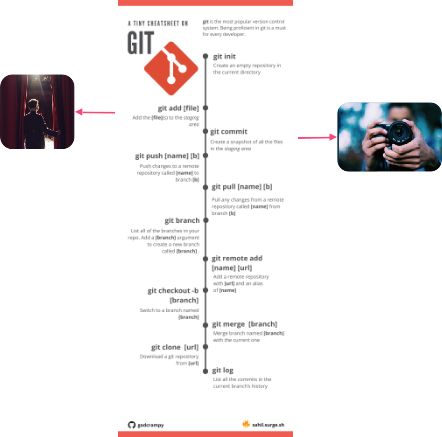 A TINY CHEATSHEET ON
GIT
git is the most popular version control
system. Being proficient in git is a must
for every developer.
git init
Create an empty repository in
the current directory
git add [file]
Add the [file](s) to the staging
area
git commit
Create a snapshot of all the files
in the staging area
git push [name] [b]
Push changes to a remote
repository called [name] to
branch [b]
git pull [name] [b]
Pull any changes from a remote
repository called [name] from
branch [b]
git branch
List all of the branches in your
repo. Add a [branch] argument
to create a new branch
called [branch].
git remote add
[name] [url]
Add a remote repository
with [url] and an alias
of [name]
git checkout -b
[branch]
Switch to a branch named
[branch]
git merge [branch]
Merge branch named [branch]
with the current one
git clone [url]
Download a git repository
from [url]
git log
List all the commits in the
current branch's history
gsdcrampy
sahil.surge.sh